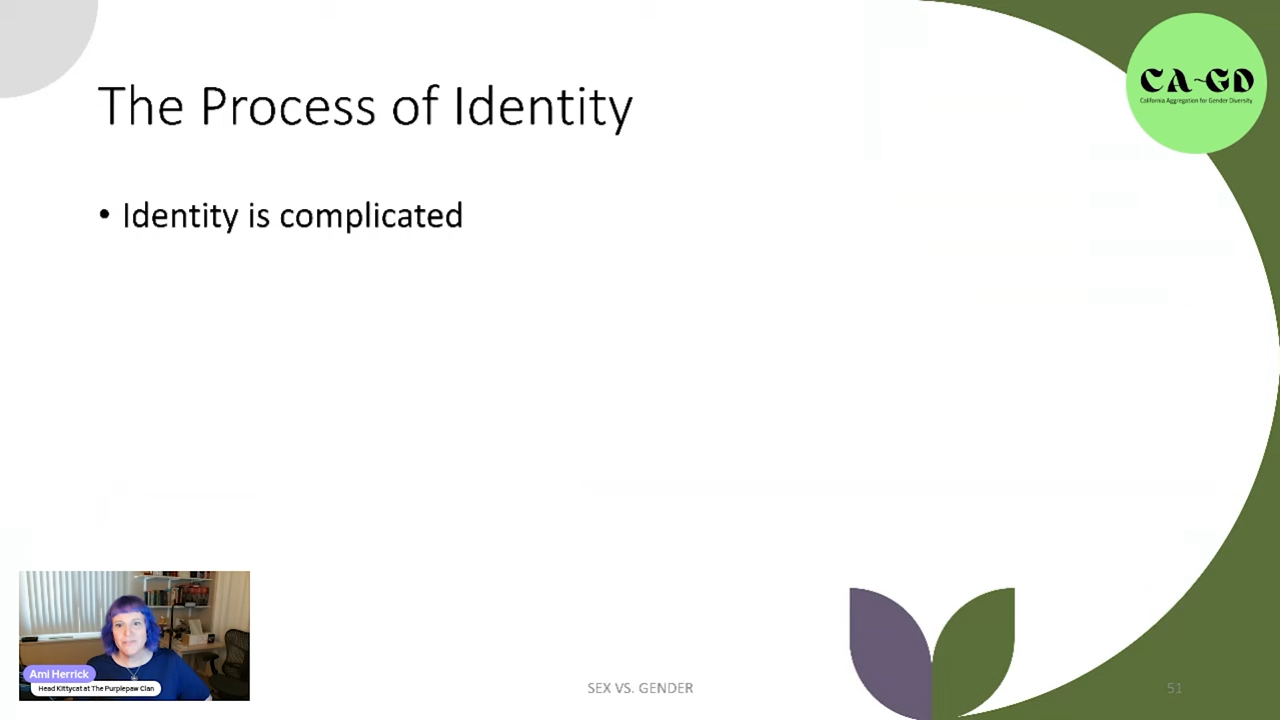 The Process of Identity
CA~GD
California Aggregation for Gender Diversity
• Identity is complicated
Ami Herrick
Head Kittycat at The Purplepaw Clan
SEX VS. GENDER
51